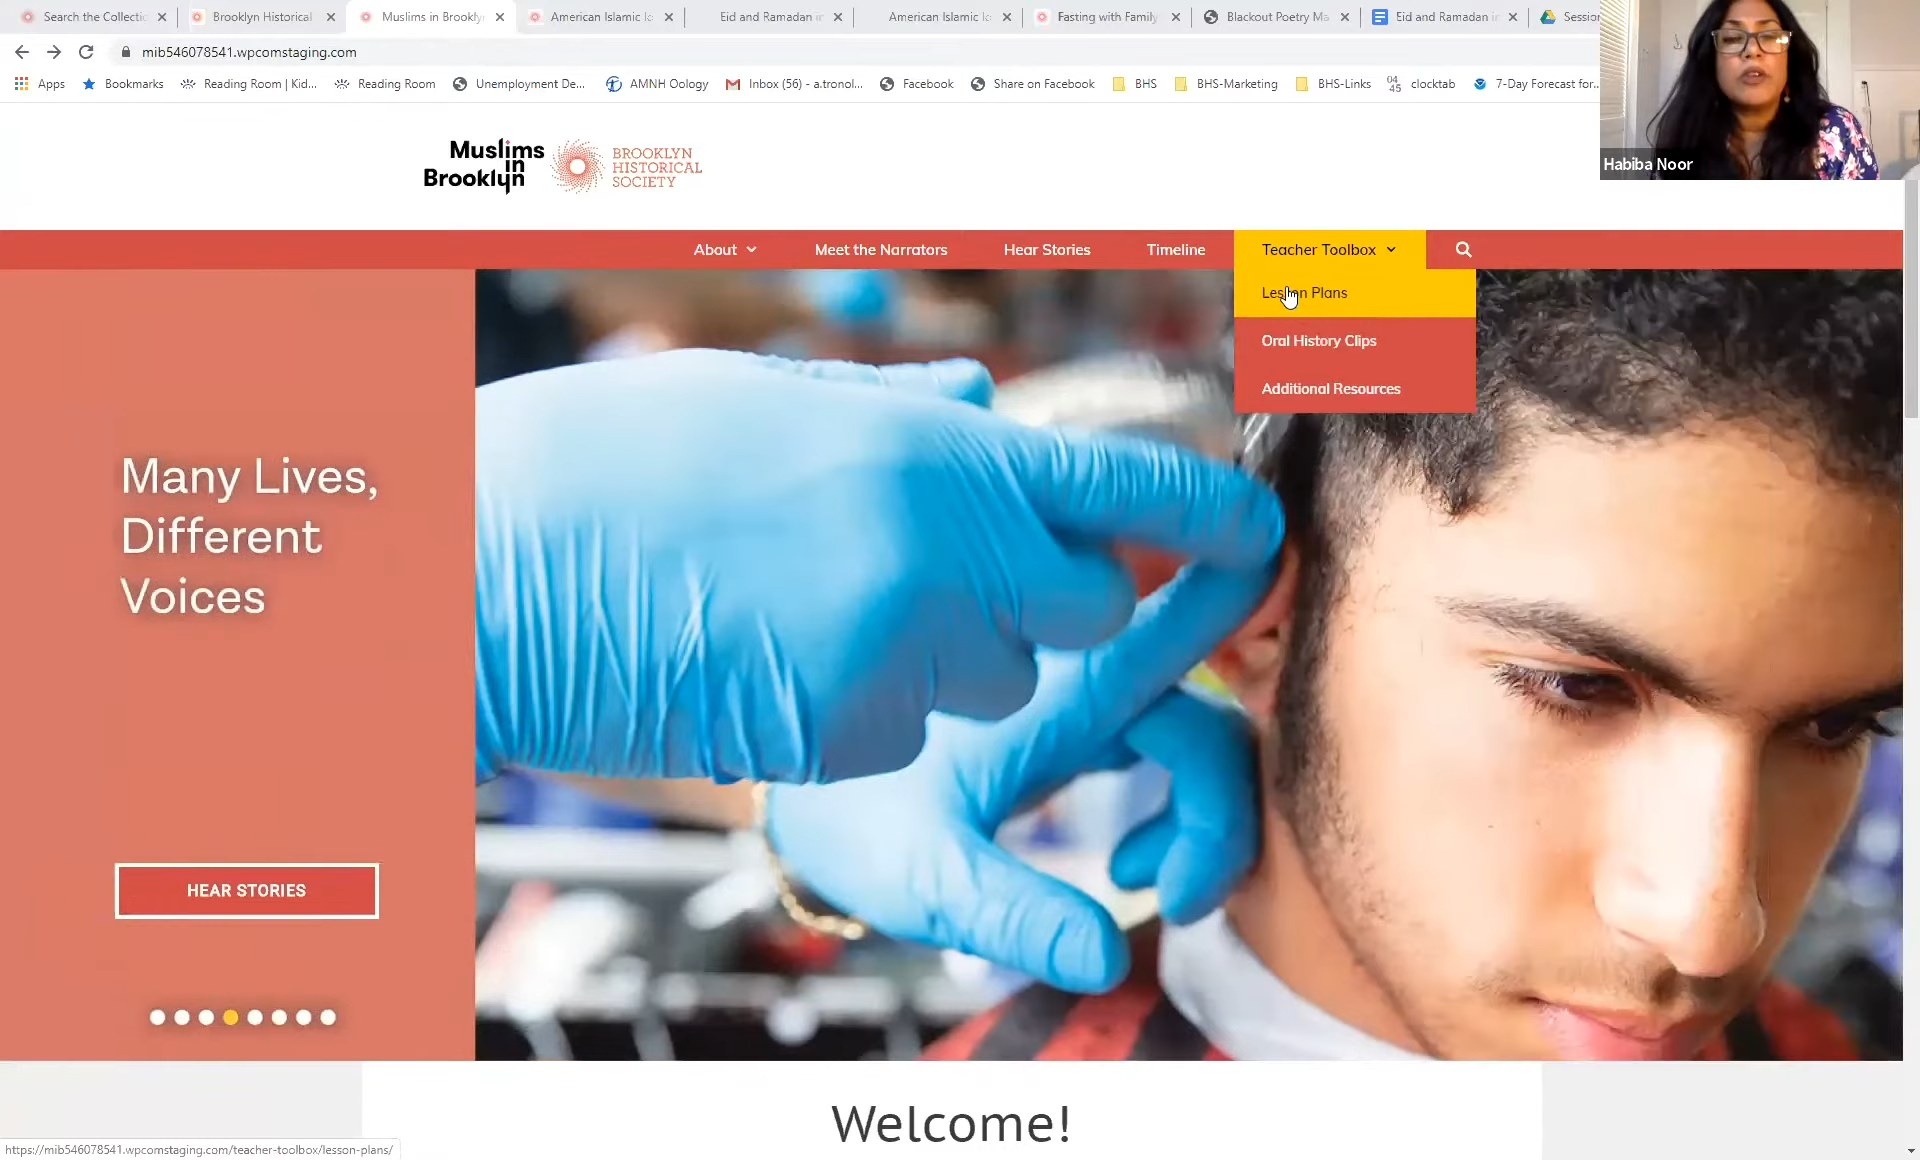 Search the Collecti
Brooklyn Historical
Muslims in Brookly
American Islamic Ic
Eid and Ramadan in
American Islamic Ic
Fasting with Family
Blackout Poetry Ma
Eid and Ramadan in
Session
mib546078541.wpcomstaging.com
Apps
Bookmarks
Reading Room | Kid...
Reading Room
Unemployment De...
AMNH Oology
Inbox (56) - a.tronol...
Facebook
Share on Facebook
BHS
BHS-Marketing
BHS-Links
04
45
clocktab
7-Day Forecast for...
Habiba Noor
Muslims
in
Brooklyn
BROOKLYN
HISTORICAL
SOCIETY
About
Meet the Narrators
Hear Stories
Timeline
Teacher Toolbox
Lesson Plans
Oral History Clips
Additional Resources
Many Lives,
Different
Voices
HEAR STORIES
Welcome!
https://mib546078541.wpcomstaging.com/teacher-toolbox/lesson-plans/